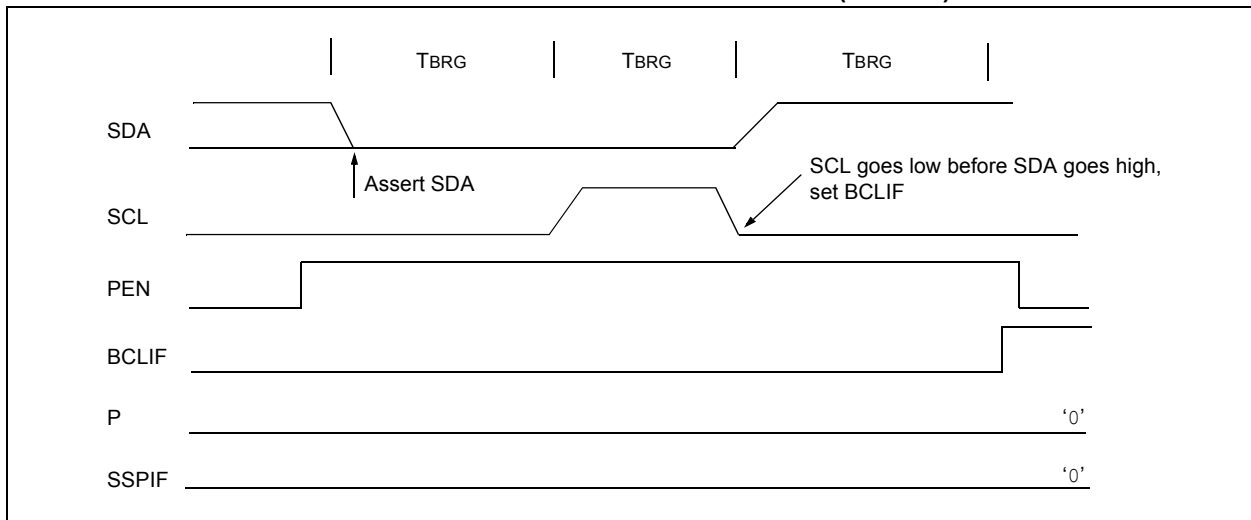 TBRG TBRG TBRG
SDA
Assert SDA
SCL goes low before SDA goes high,
set BCLIF
SCL
PEN
BCLIF
P '0'
SSPIF '0'